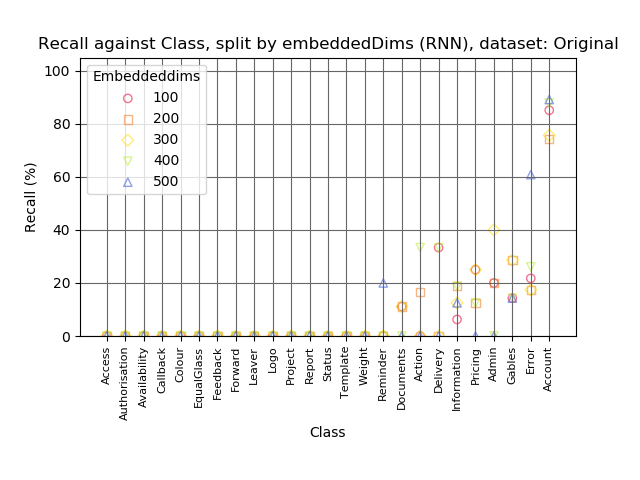 Recall against Class, split by embeddedDims (RNN), dataset: Original
Embeddeddims
100
200
300
400
500
100
80
60
40
20
0
Recall (%)
Access
Authorisation
Availability
Callback
Colour
EqualGlass
Feedback
Forward
Leaver
Logo
Project
Report
Status
Template
Weight
Reminder
Documents
Action
Delivery
Information
Pricing
Admin
Gables
Error
Account
Class